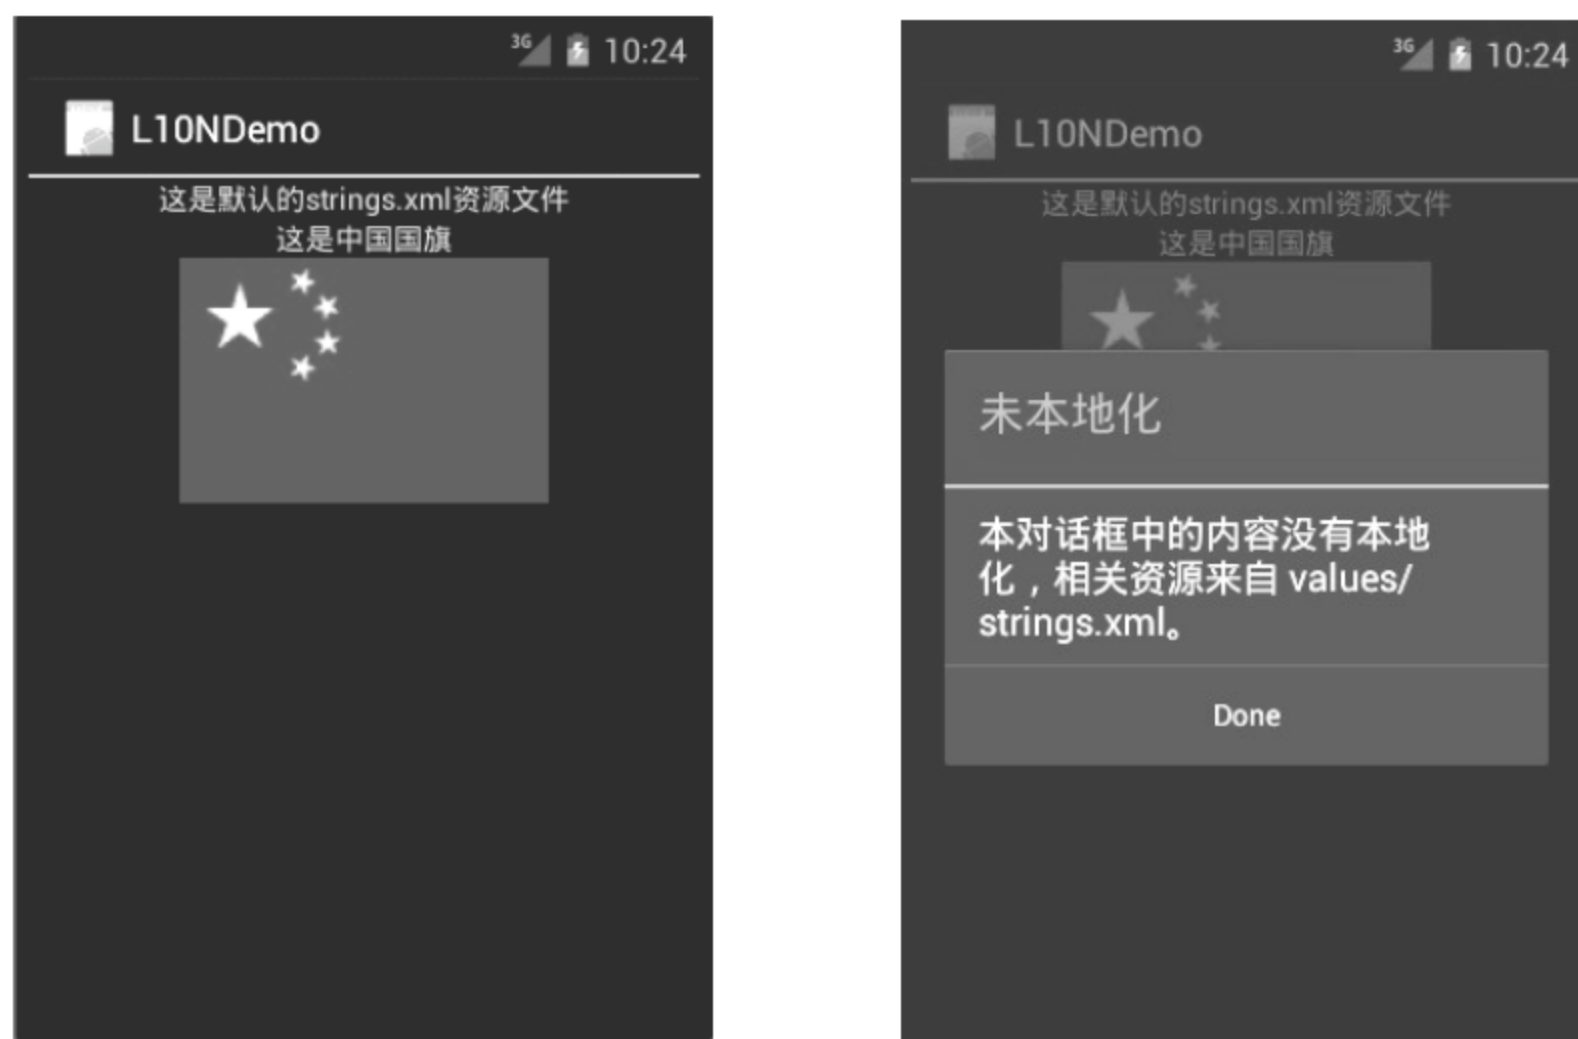 3G 10:24
L10NDemo
这是默认的strings.xml资源文件
这是中国国旗
3G 10:24
L10NDemo
这是默认的strings.xml资源文件
这是中国国旗
未本地化
本对话框中的内容没有本地
化，相关资源来自 values/
strings.xml。
Done